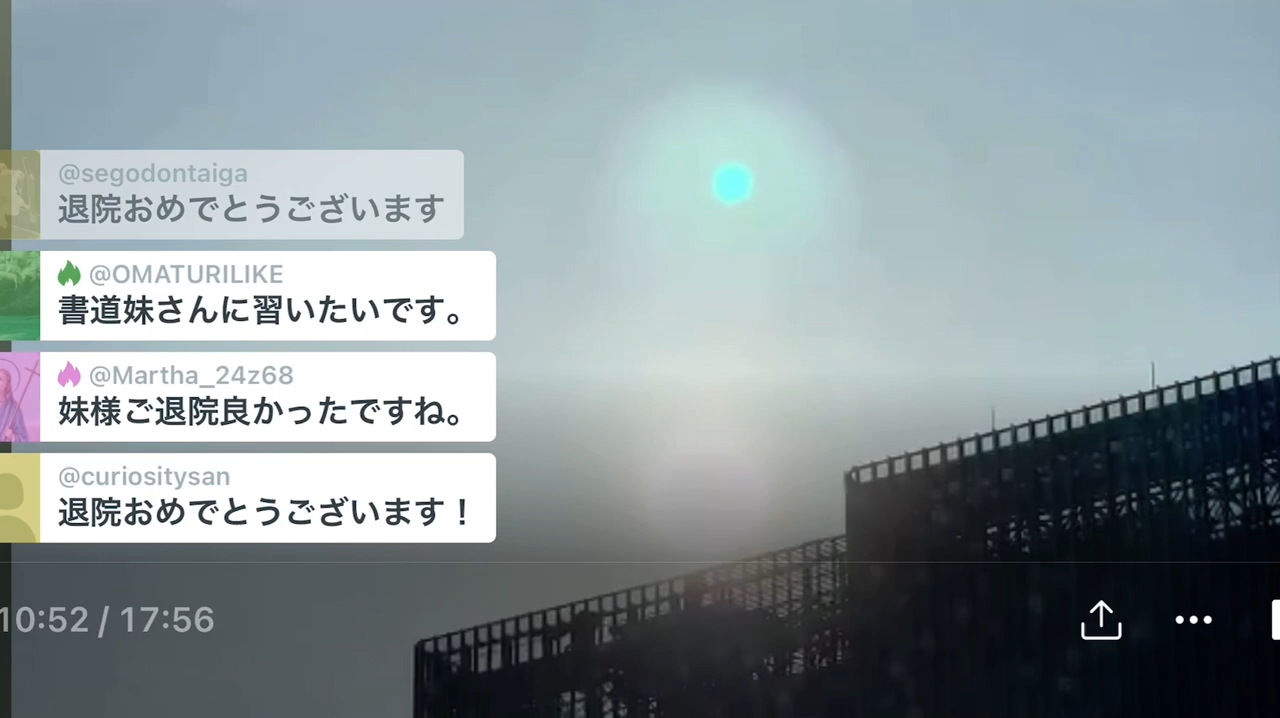 @segodontaiga
退院おめでとうございます
@OMATURILIKE
書道妹さんに習いたいです。
@Martha_24z68
妹様ご退院良かったですね。
@curiositysan
退院おめでとうございます！
10:52 / 17:56